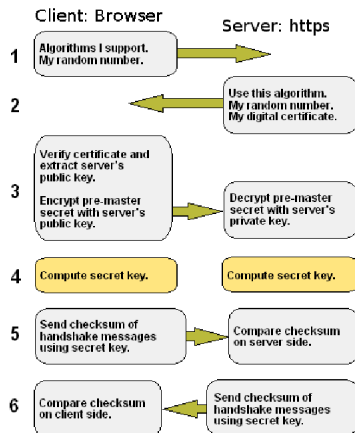 Client: Browser
Server: https
1
Algorithms I support.
My random number.
2
Use this algorithm.
My random number.
My digital certificate.
3
Verify certificate and
extract server's
public key.
Encrypt pre-master
secret with server's
public key.
Decrypt pre-master
secret with server's
private key.
4
Compute secret key.
Compute secret key.
5
Send checksum of
handshake messages
using secret key.
Compare checksum
on server side.
6
Compare checksum
on client side.
Send checksum of
handshake messages
using secret key.